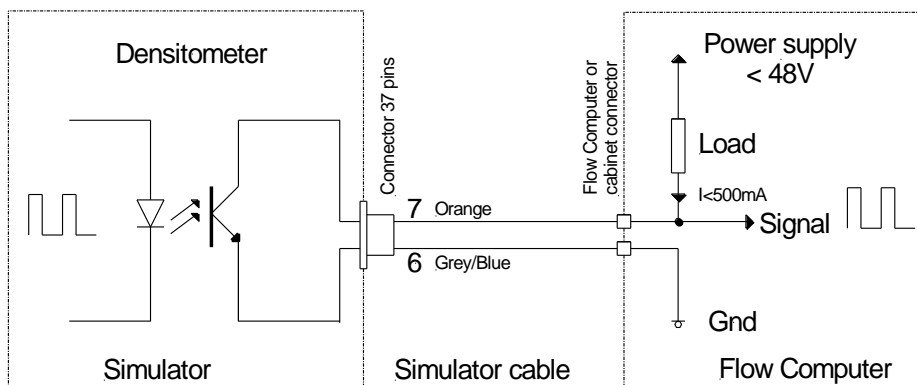 Densitometer
Simulator
Connector 37 pins
7 Orange
6 Grey/Blue
Simulator cable
Flow Computer or
cabinet connector
Power supply
< 48V
Load
I<500mA
Signal
Gnd
Flow Computer